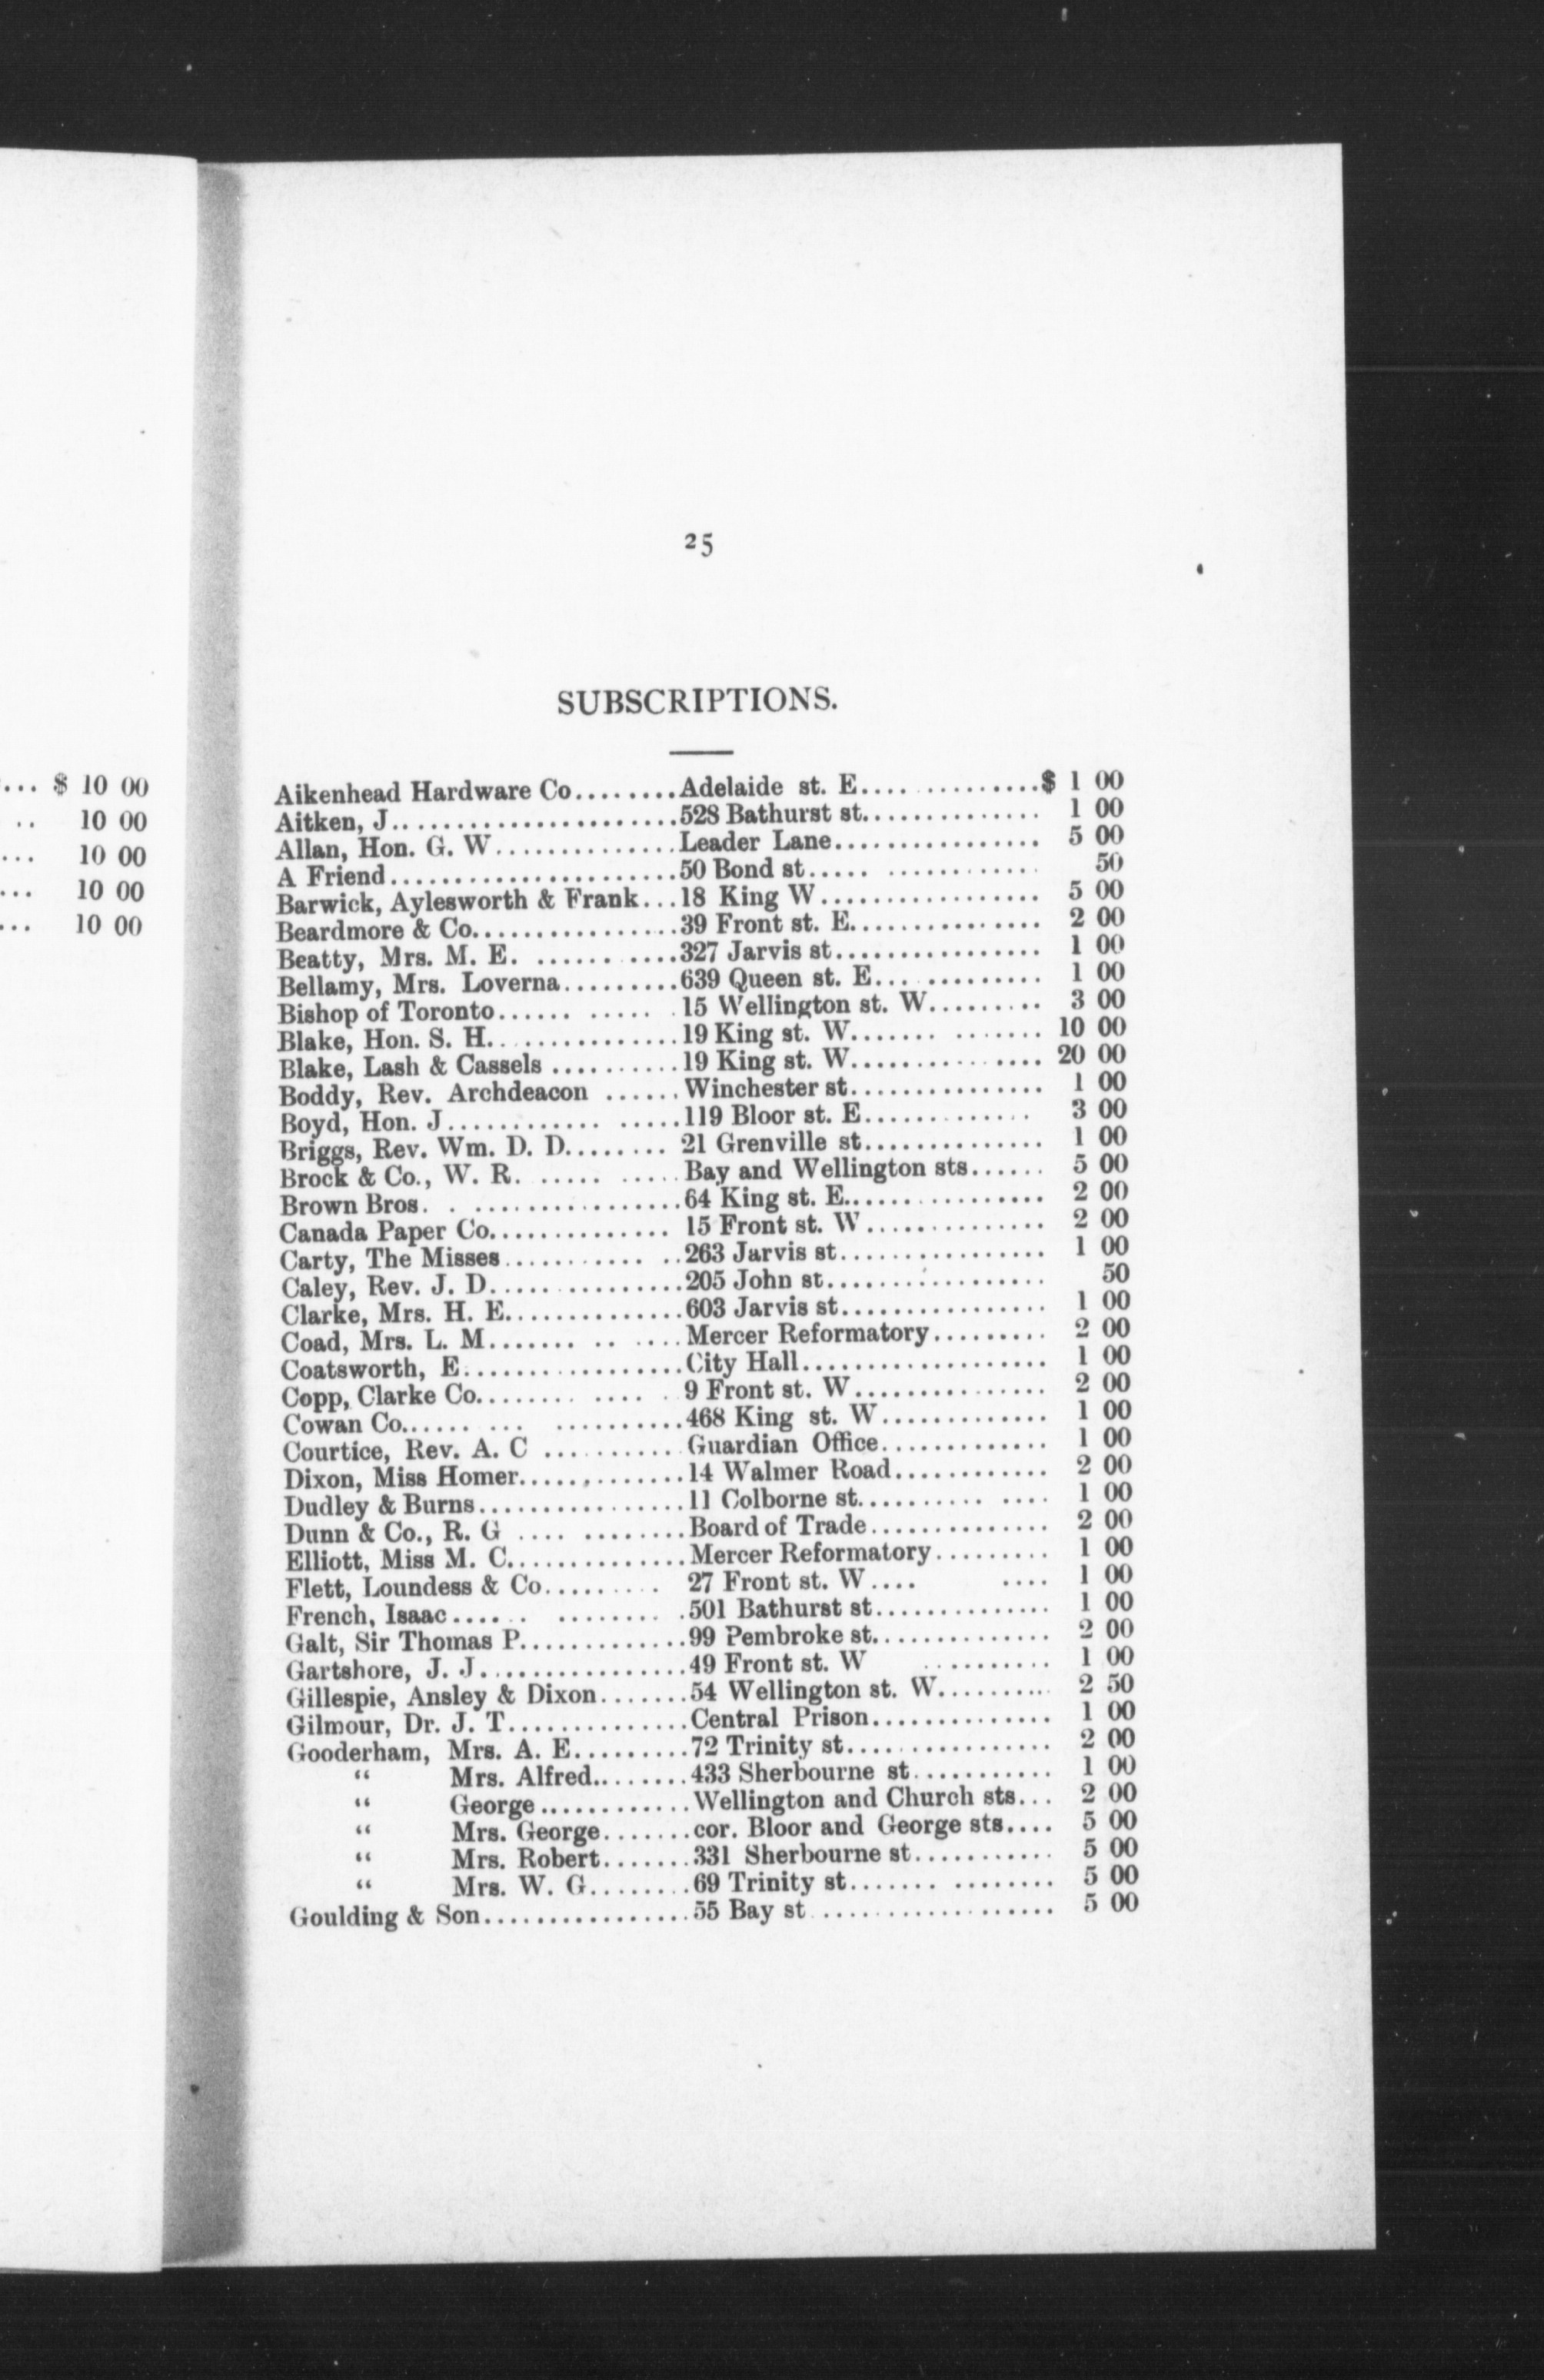 ... $ 10 00
.. 10 00
... 10 00
... 10 00
... 10 00
25
SUBSCRIPTIONS.
Aikenhead Hardware Co........Adelaide st. E..................$ 1 00
Aitken, J.......................528 Bathurst st.............. 1 00
Allan, Hon. G. W..............Leader Lane................ 5 00
A Friend.......................50 Bond st..... ............ 50
Barwick, Aylesworth & Frank...18 King W.................. 5 00
Beardmore & Co.................39 Front st. E................ 2 00
Beatty, Mrs. M. E. ...........327 Jarvis st................ 1 00
Bellamy, Mrs. Loverna.........639 Queen st. E............. 1 00
Bishop of Toronto...... ..... .15 Wellington st. W......... 3 00
Blake, Hon. S. H................19 King st. W....... ....... 10 00
Blake, Lash & Cassels ..........19 King st. W............... 20 00
Boddy, Rev. Archdeacon ......Winchester st............... 1 00
Boyd, Hon. J............ .....119 Bloor st. E............. 3 00
Briggs, Rev. Wm. D. D........ 21 Grenville st.............. 1 00
Brock & Co., W. R. ..... .....Bay and Wellington sts...... 5 00
Brown Bros. . .................64 King st. E................ 2 00
Canada Paper Co.............. 15 Front st. W.............. 2 00
Carty, The Misses........... ..263 Jarvis st................ 1 00
Caley, Rev. J. D................205 John st................. 50
Clarke, Mrs. H. E..............603 Jarvis st................ 1 00
Coad, Mrs. L. M....... .. ....Mercer Reformatory......... 2 00
Coatsworth, E.................City Hall................... 1 00
Copp, Clarke Co........ .... .9 Front st. W............... 2 00
Cowan Co...... ... ..........468 King st. W............. 1 00
Courtice, Rev. A. C ...........Guardian Office............. 1 00
Dixon, Miss Homer.............14 Walmer Road............ 2 00
Dudley & Burns................11 Colborne st.......... .... 1 00
Dunn & Co., R. G .... ........Board of Trade.............. 2 00
Elliott, Miss M. C..............Mercer Reformatory......... 1 00
Flett, Loundess & Co......... 27 Front st. W.... .... 1 00
French, Isaac...... ......... .501 Bathurst st.............. 1 00
Galt, Sir Thomas P.............99 Pembroke st.............. 2 00
Gartshore, J. J.................49 Front st. W .......... 1 00
Gillespie, Ansley & Dixon.......54 Wellington st. W......... 2 50
Gilmour, Dr. J. T..............Central Prison.............. 1 00
Gooderham, Mrs. A. E.........72 Trinity st................ 2 00
“ Mrs. Alfred........433 Sherbourne st........... 1 00
“ George............Wellington and Church sts... 2 00
“ Mrs. George.......cor. Bloor and George sts.... 5 00
“ Mrs. Robert.......331 Sherbourne st........... 5 00
“ Mrs. W. G........69 Trinity st....... ........ 5 00
Goulding & Son................55 Bay st................... 5 00